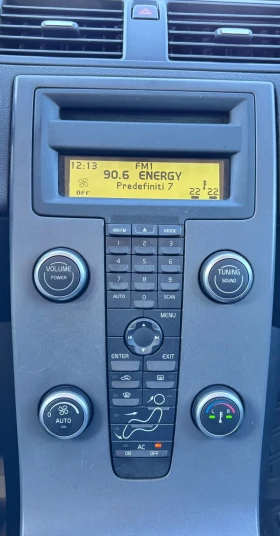 12:13 FM1
90.6 ENERGY
Predefiniti 7
OFF 22 22
AM/FM MODE
1 2 3
4 5 6
7 8 9
AUTO 0 SCAN
VOLUME
POWER
TUNING
SOUND
MENU
ENTER EXIT
AUTO
L R
AC
ON OFF